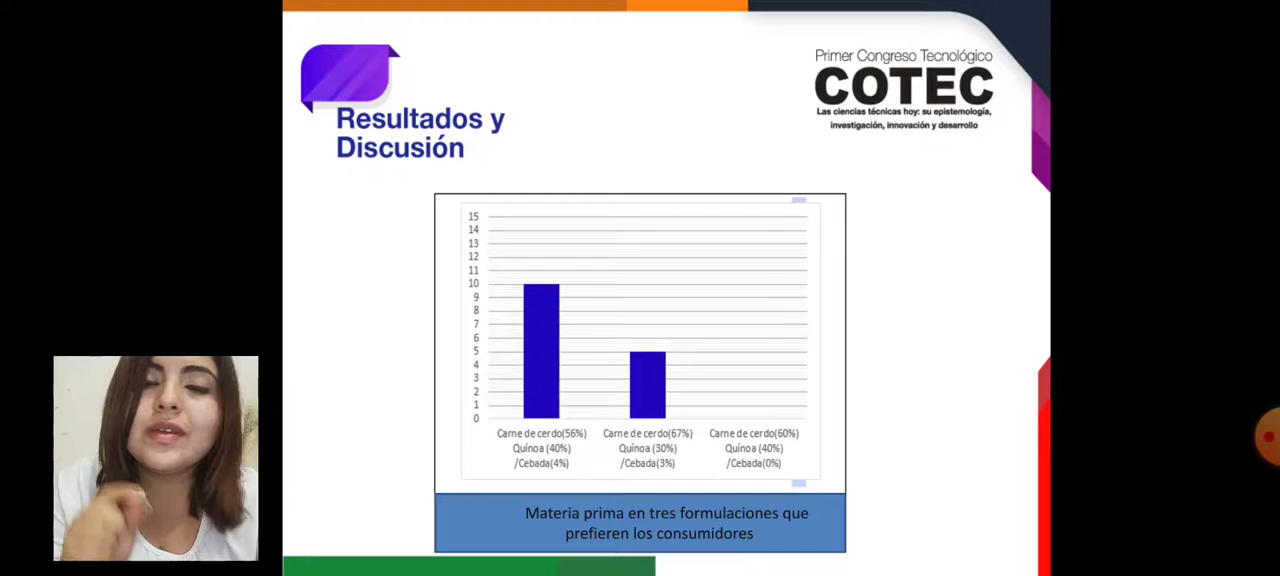 Primer Congreso Tecnológico
COTEC
Las ciencias técnicas hoy: su epistemología,
investigación, innovación y desarrollo
Resultados y
Discusión
15
14
13
12
11
10
9
8
7
6
5
4
3
2
1
0
Carne de cerdo(56%)
Quínoa (40%)
/Cebada(4%)
Carne de cerdo(67%)
Quínoa (30%)
/Cebada(3%)
Carne de cerdo(60%)
Quínoa (40%)
/Cebada(0%)
Materia prima en tres formulaciones que
prefieren los consumidores